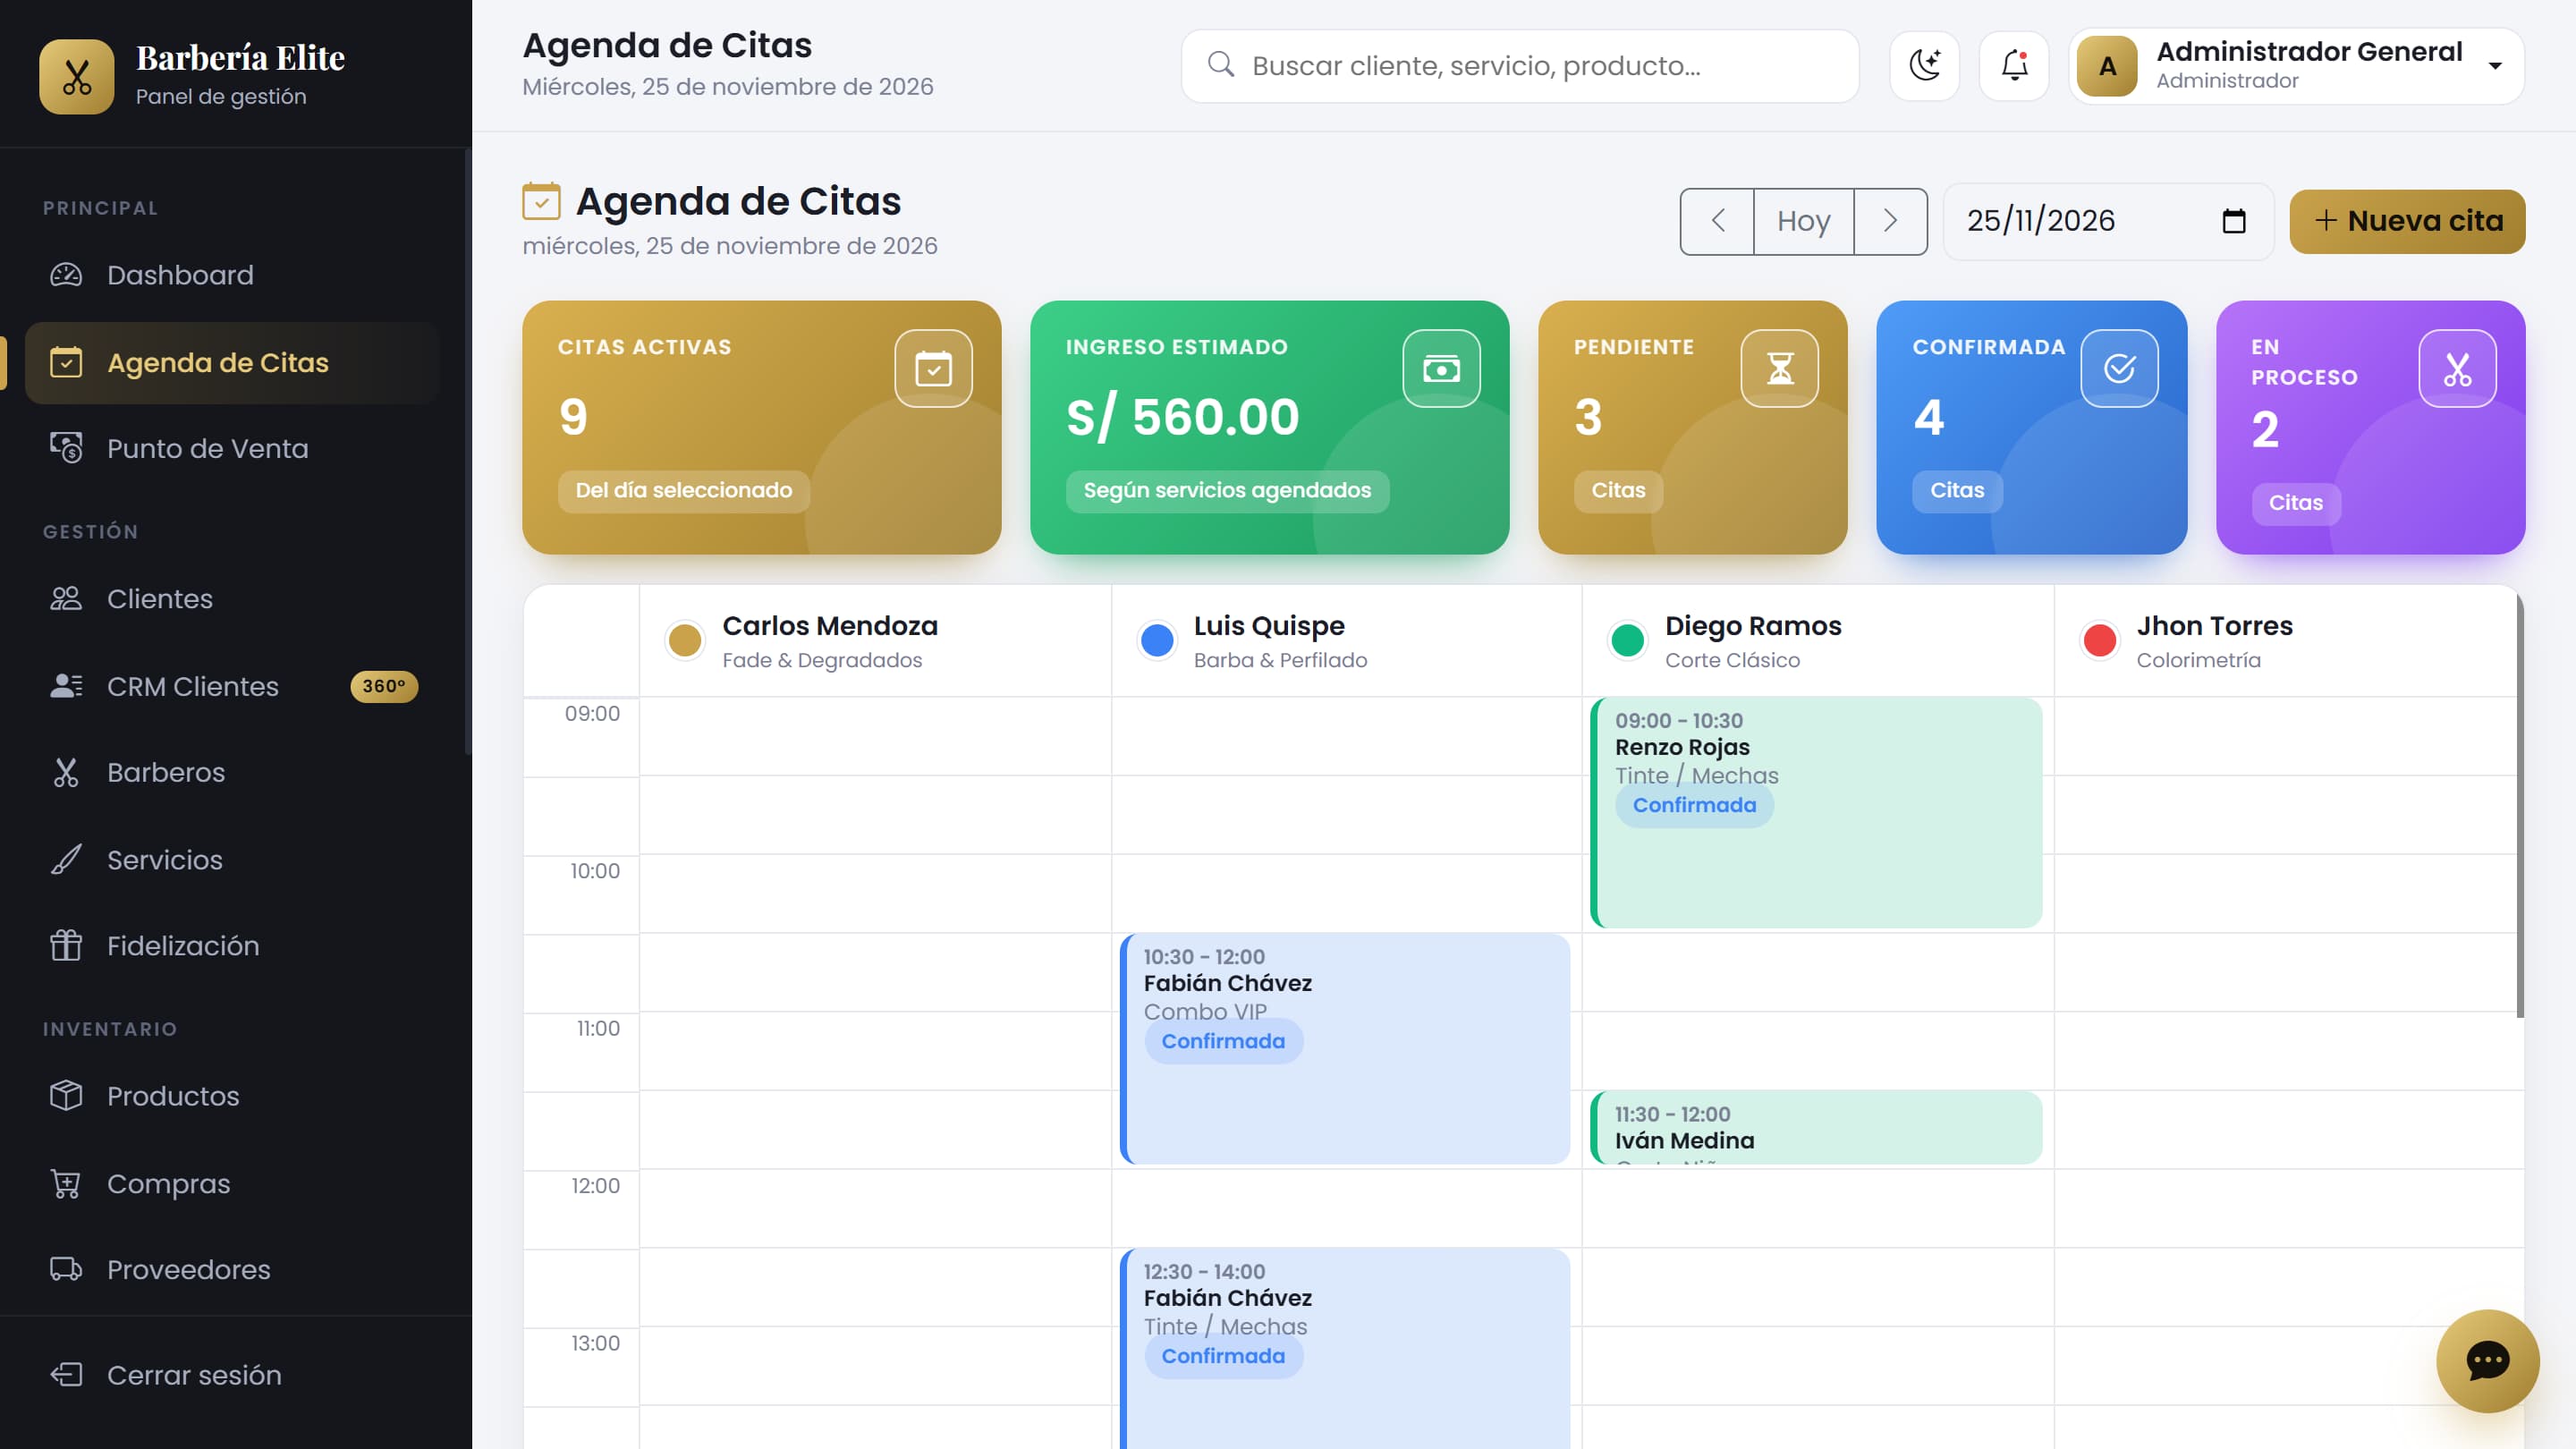 Barbería Elite
Panel de gestión
PRINCIPAL
Dashboard
Agenda de Citas
Punto de Venta
GESTIÓN
Clientes
CRM Clientes 360°
Barberos
Servicios
Fidelización
INVENTARIO
Productos
Compras
Proveedores
Cerrar sesión
Agenda de Citas
Miércoles, 25 de noviembre de 2026
Buscar cliente, servicio, producto...
A
Administrador General
Administrador
Agenda de Citas
miércoles, 25 de noviembre de 2026
Hoy
25/11/2026
+ Nueva cita
CITAS ACTIVAS
9
Del día seleccionado
INGRESO ESTIMADO
S/ 560.00
Según servicios agendados
PENDIENTE
3
Citas
CONFIRMADA
4
Citas
EN
PROCESO
2
Citas
Carlos Mendoza
Fade & Degradados
Luis Quispe
Barba & Perfilado
Diego Ramos
Corte Clásico
Jhon Torres
Colorimetría
09:00
09:00 - 10:30
Renzo Rojas
Tinte / Mechas
Confirmada
10:00
10:30 - 12:00
Fabián Chávez
Combo VIP
Confirmada
11:00
11:30 - 12:00
Iván Medina
12:00
12:30 - 14:00
Fabián Chávez
Tinte / Mechas
Confirmada
13:00